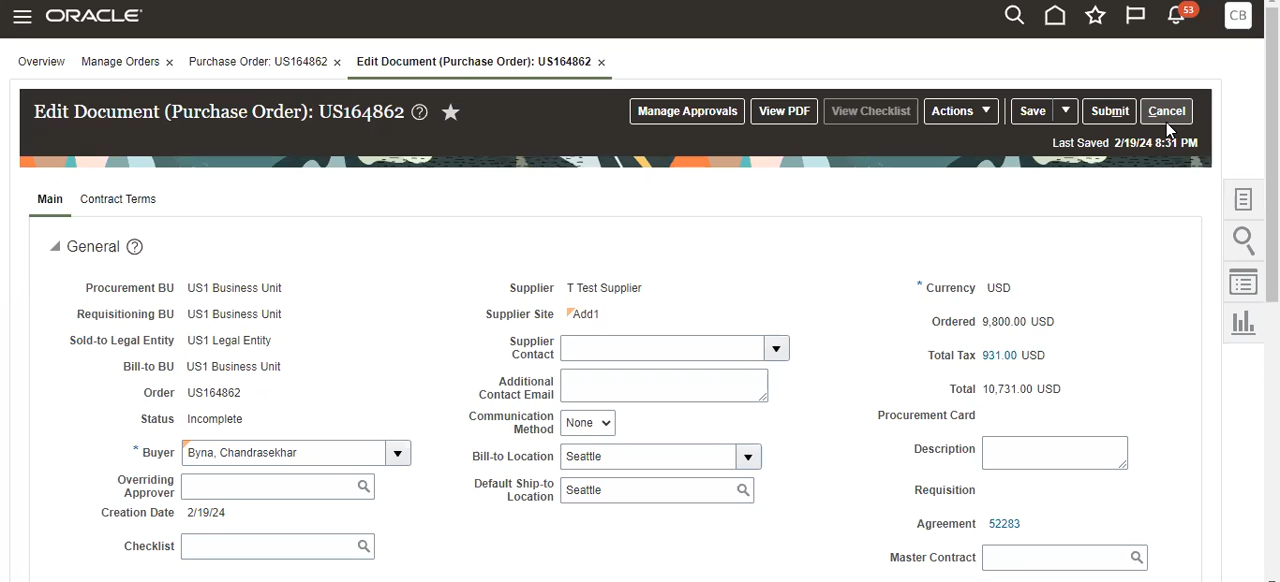 ORACLE
53
CB
Overview Manage Orders × Purchase Order: US164862 × Edit Document (Purchase Order): US164862 ×
Edit Document (Purchase Order): US164862 ? Manage Approvals View PDF View Checklist Actions Save Submit Cancel
Last Saved 2/19/24 8:31 PM
Main Contract Terms
General ?
Procurement BU US1 Business Unit
Requisitioning BU US1 Business Unit
Sold-to Legal Entity US1 Legal Entity
Bill-to BU US1 Business Unit
Order US164862
Status Incomplete
* Buyer Byna, Chandrasekhar
Overriding
Approver
Creation Date 2/19/24
Checklist
Supplier T Test Supplier
Supplier Site Add1
Supplier
Contact
Additional
Contact Email
Communication
Method None
Bill-to Location Seattle
Default Ship-to
Location Seattle
* Currency USD
Ordered 9,800.00 USD
Total Tax 931.00 USD
Total 10,731.00 USD
Procurement Card
Description
Requisition
Agreement 52283
Master Contract